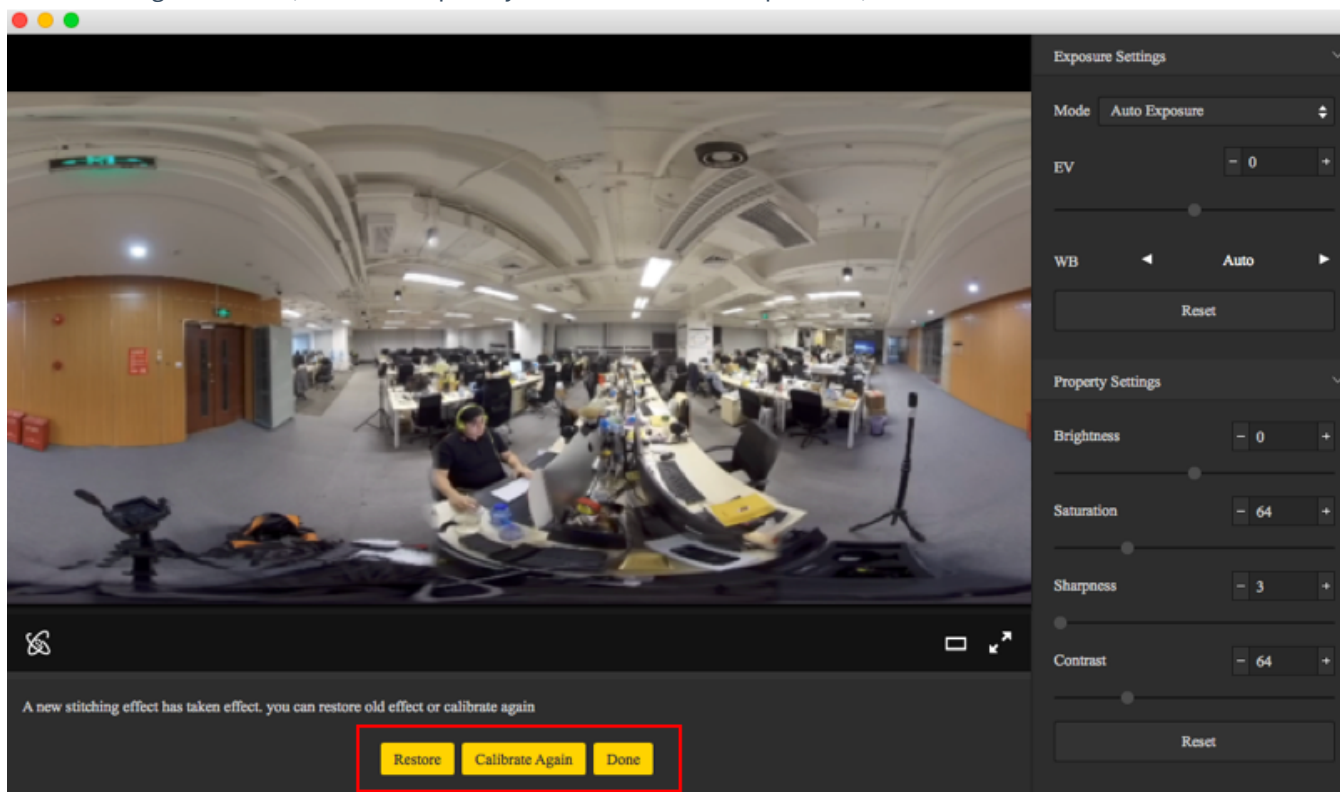 Exposure Settings
Mode Auto Exposure
EV - 0 +
WB Auto
Reset
Property Settings
Brightness - 0 +
Saturation - 64 +
Sharpness - 3 +
Contrast - 64 +
Reset
A new stitching effect has taken effect. you can restore old effect or calibrate again
Restore Calibrate Again Done